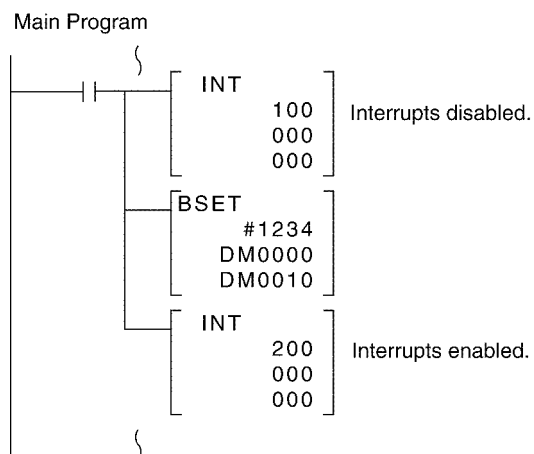 Main Program
INT
100
Interrupts disabled.
000
000
BSET
#1234
DM0000
DM0010
INT
200
Interrupts enabled.
000
000